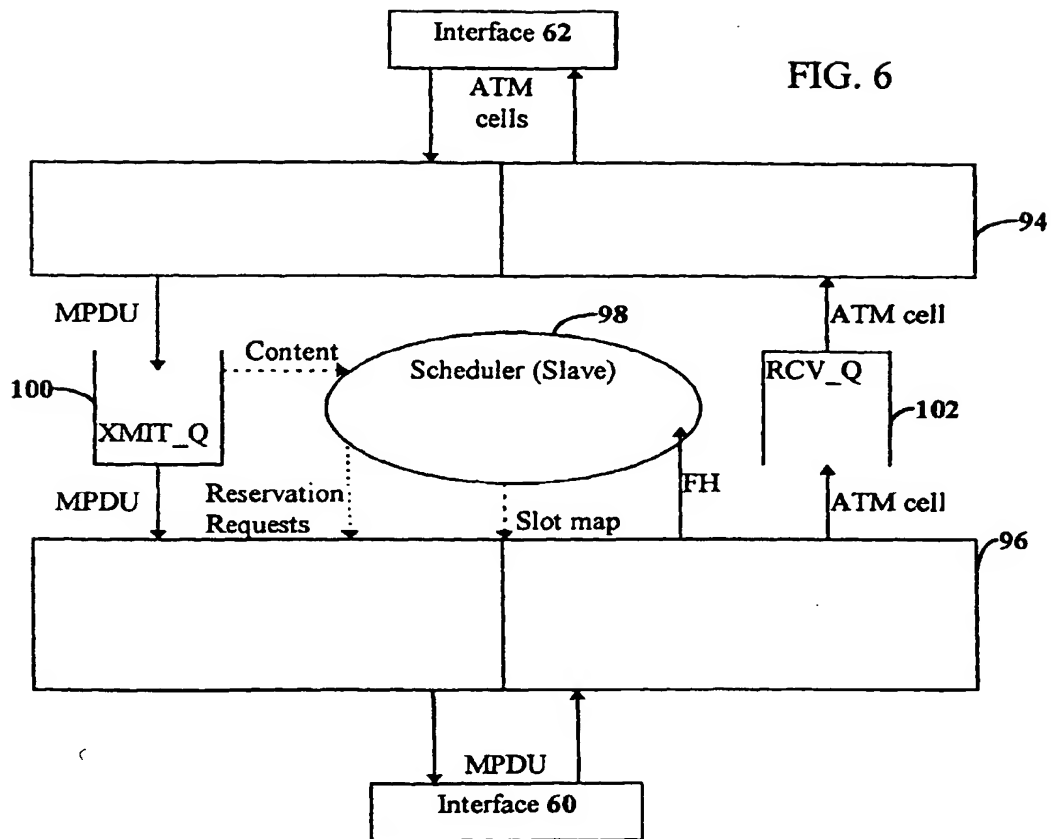 Interface 62
FIG. 6
ATM
cells
94
MPDU
ATM cell
98
Content
Scheduler (Slave)
RCV_Q
100
102
XMIT_Q
MPDU
Reservation
Requests
FH
ATM cell
Slot map
96
MPDU
Interface 60